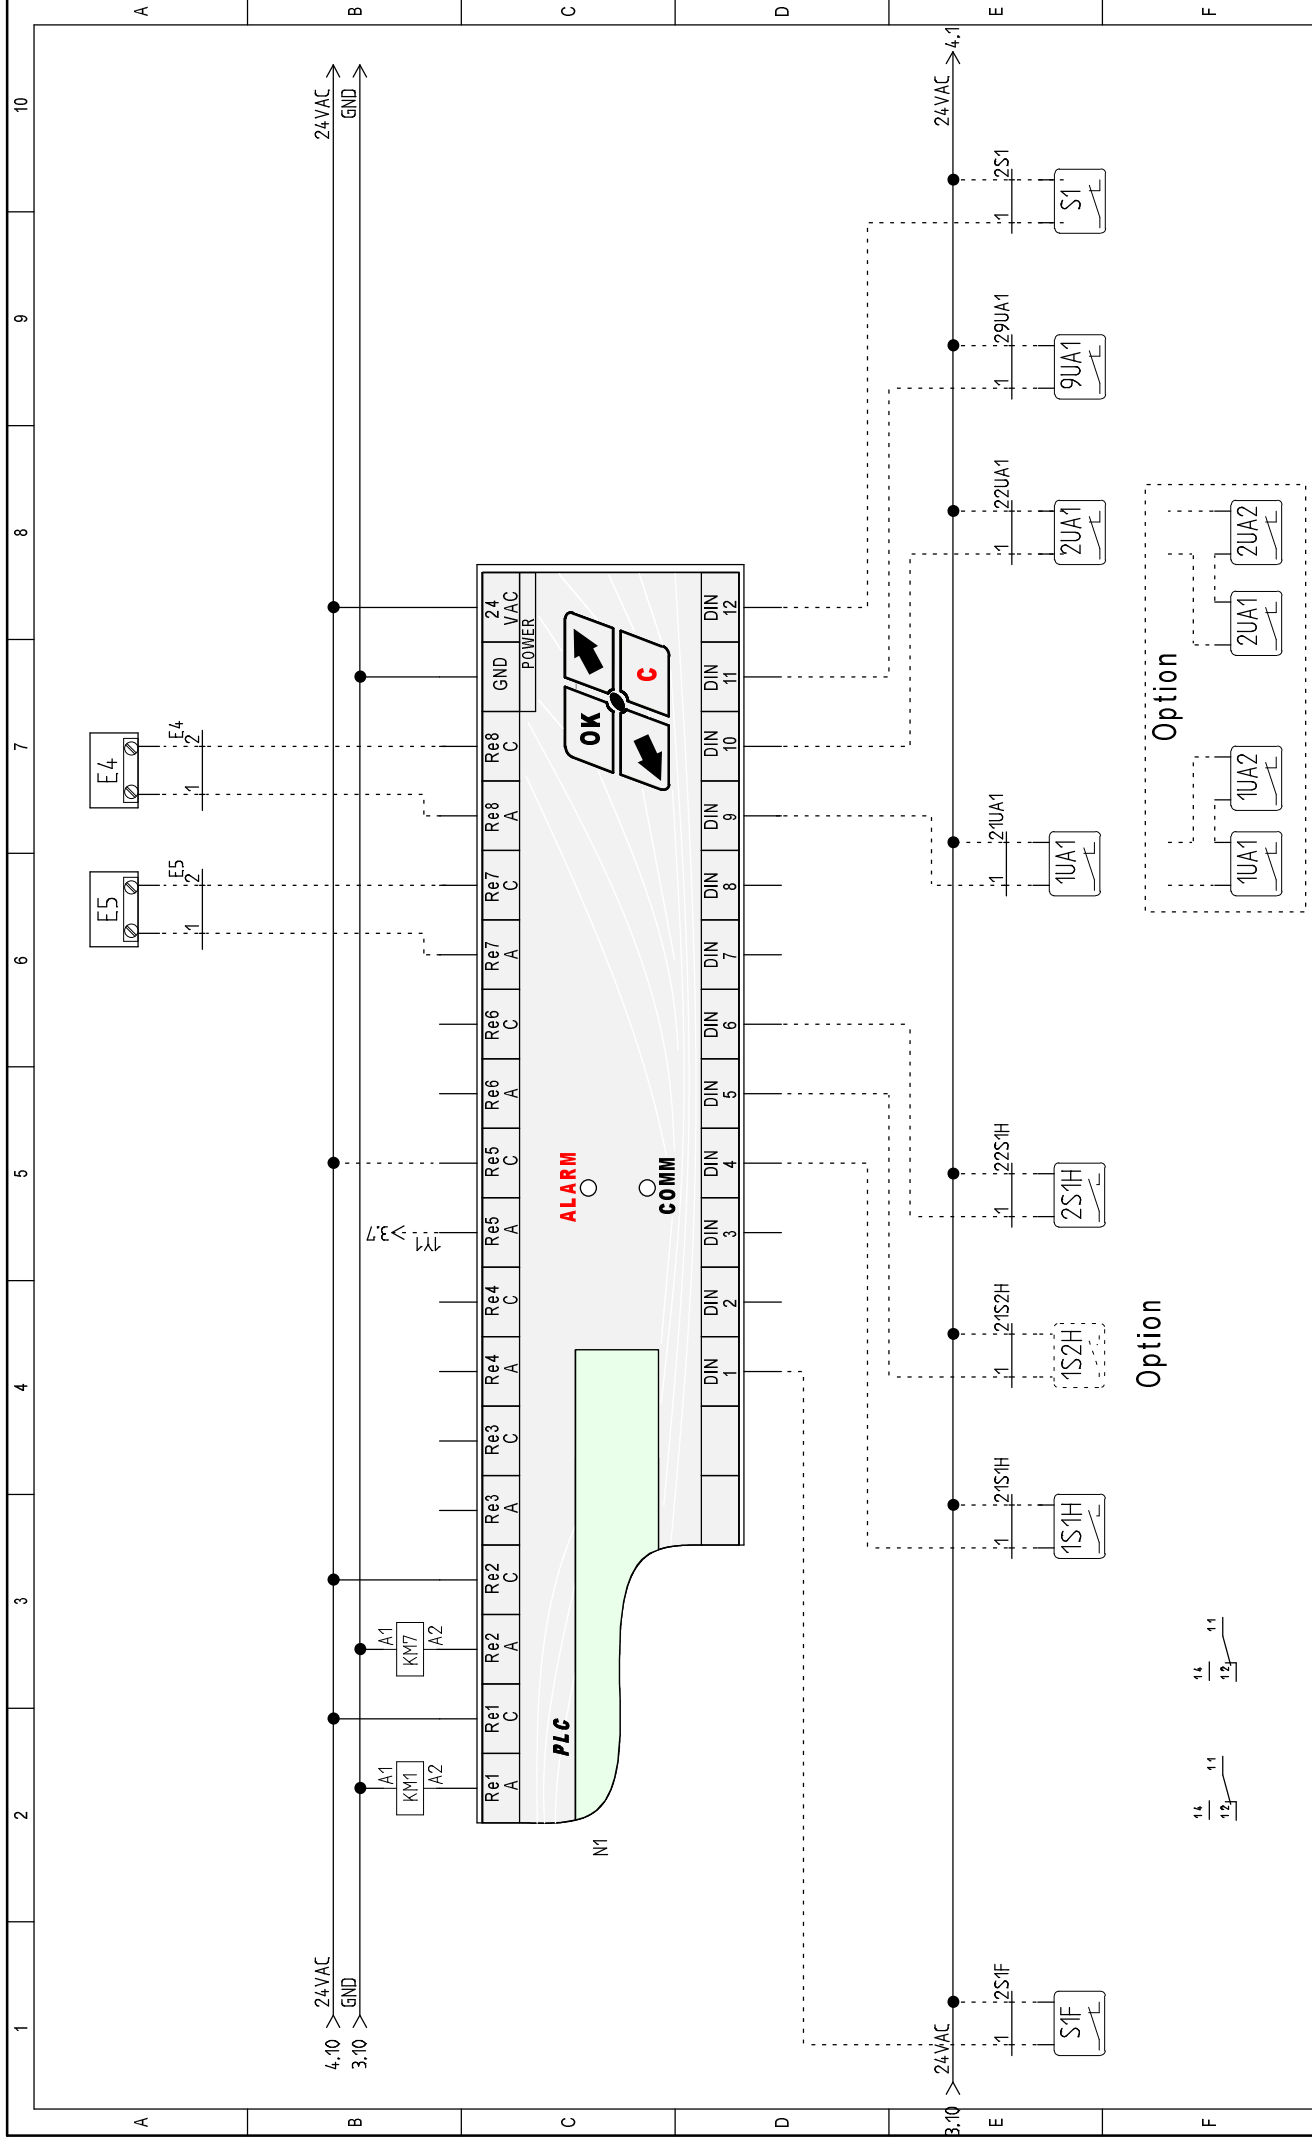 1 2 3 4 5 6 7 8 9 10
A A
B B
C C
D D
E E
F F
E5 E4
1 2 E5
1 2 E4
4.10 24VAC 24VAC
3.10 GND GND
A1 A1
KM1 KM7
A2 A2
>3.7
1Y1
Re1 A
Re1 C
Re2 A
Re2 C
Re3 A
Re3 C
Re4 A
Re4 C
Re5 A
Re5 C
Re6 A
Re6 C
Re7 A
Re7 C
Re8 A
Re8 C
GND
24 VAC
POWER
PLC
ALARM
COMM
OK
C
N1
DIN 1
DIN 2
DIN 3
DIN 4
DIN 5
DIN 6
DIN 7
DIN 8
DIN 9
DIN 10
DIN 11
DIN 12
3.10 24VAC 24VAC 4.1
1 2S1F
S1F
1 21S1H
1S1H
1 21S2H
1S2H
1 22S1H
2S1H
1 21UA1
1UA1
1 22UA1
2UA1
1 29UA1
9UA1
1 2S1
S1
Option
Option
1UA1 1UA2 2UA1 2UA2
14 11
12
14 11
12